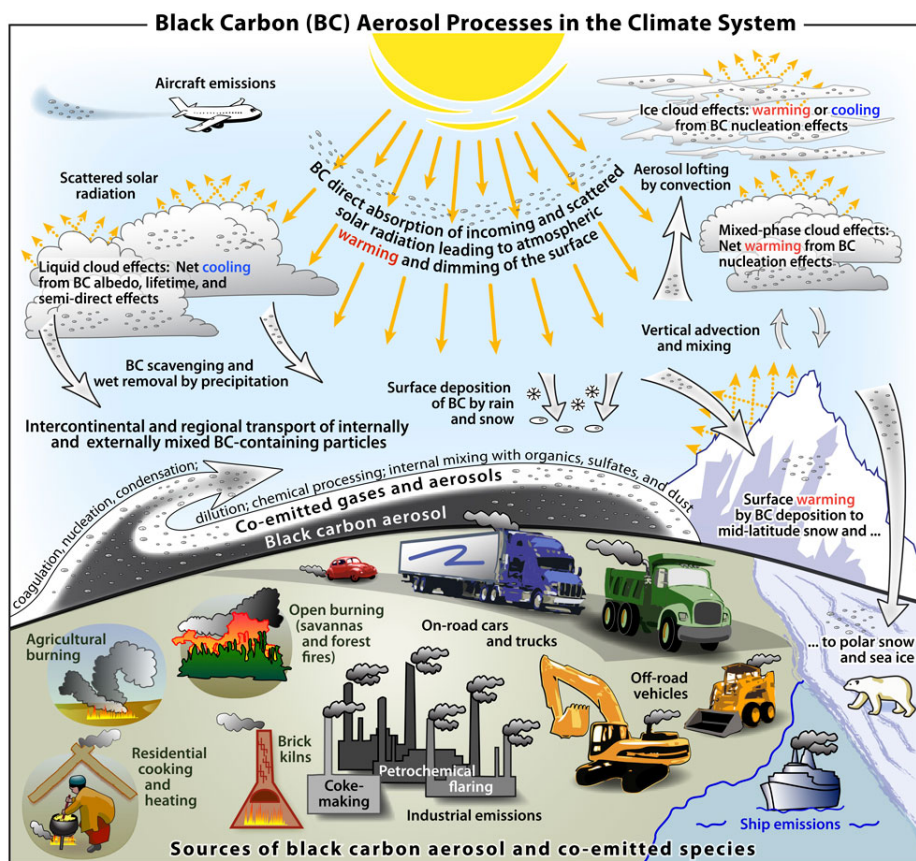 Black Carbon (BC) Aerosol Processes in the Climate System
Aircraft emissions
Ice cloud effects: warming or cooling
from BC nucleation effects
Scattered solar
radiation
BC direct absorption of incoming and scattered
solar radiation leading to atmospheric
warming and dimming of the surface
Aerosol lofting
by convection
Liquid cloud effects: Net cooling
from BC albedo, lifetime, and
semi-direct effects
Mixed-phase cloud effects:
Net warming from BC
nucleation effects
Vertical advection
and mixing
BC scavenging and
wet removal by precipitation
Surface deposition
of BC by rain
and snow
Intercontinental and regional transport of internally
and externally mixed BC-containing particles
coagulation, nucleation, condensation;
dilution; chemical processing; internal mixing with organics, sulfates, and dust
Co-emitted gases and aerosols
Black carbon aerosol
Surface warming
by BC deposition to
mid-latitude snow and ...
... to polar snow
and sea ice
Agricultural
burning
Open burning
(savannas
and forest
fires)
On-road cars
and trucks
Off-road
vehicles
Residential
cooking
and
heating
Brick
kilns
Coke-
making
Petrochemical
flaring
Industrial emissions
Ship emissions
Sources of black carbon aerosol and co-emitted species